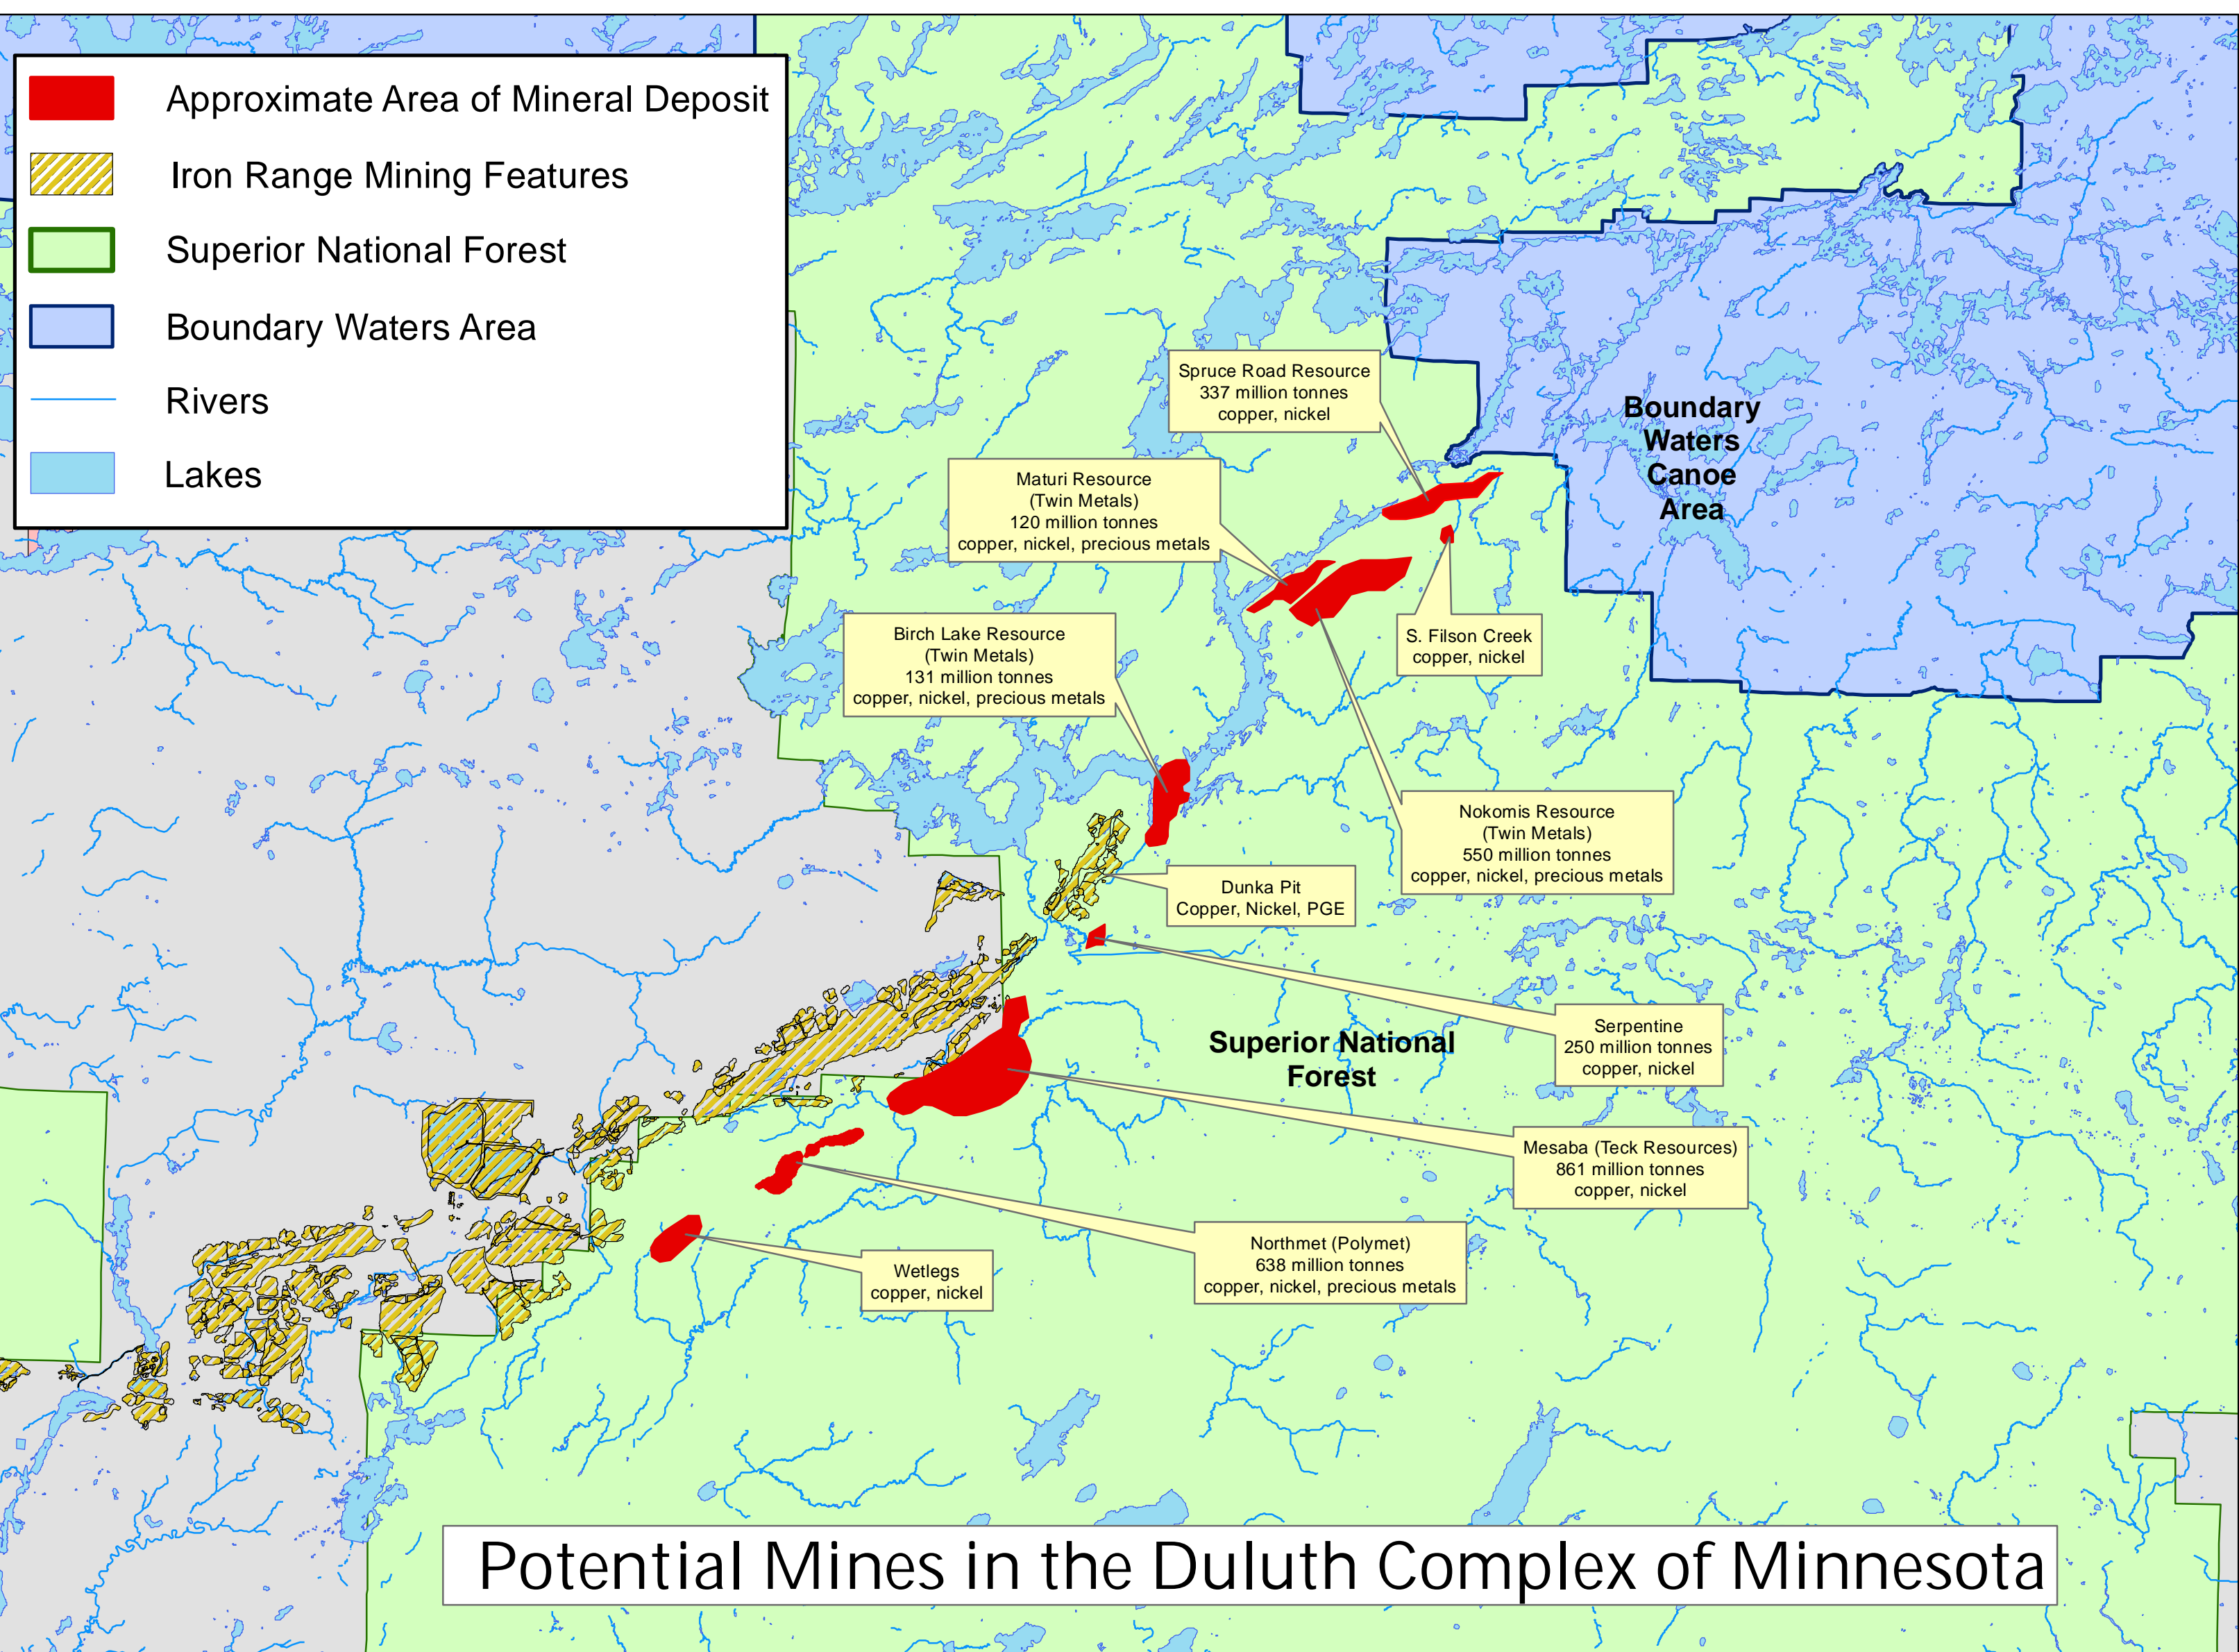 Approximate Area of Mineral Deposit
Iron Range Mining Features
Superior National Forest
Boundary Waters Area
Rivers
Lakes
Spruce Road Resource
337 million tonnes
copper, nickel
Boundary
Waters
Canoe
Area
Maturi Resource
(Twin Metals)
120 million tonnes
copper, nickel, precious metals
S. Filson Creek
copper, nickel
Birch Lake Resource
(Twin Metals)
131 million tonnes
copper, nickel, precious metals
Nokomis Resource
(Twin Metals)
550 million tonnes
copper, nickel, precious metals
Dunka Pit
Copper, Nickel, PGE
Serpentine
250 million tonnes
copper, nickel
Superior National
Forest
Mesaba (Teck Resources)
861 million tonnes
copper, nickel
Northmet (Polymet)
638 million tonnes
copper, nickel, precious metals
Wetlegs
copper, nickel
Potential Mines in the Duluth Complex of Minnesota